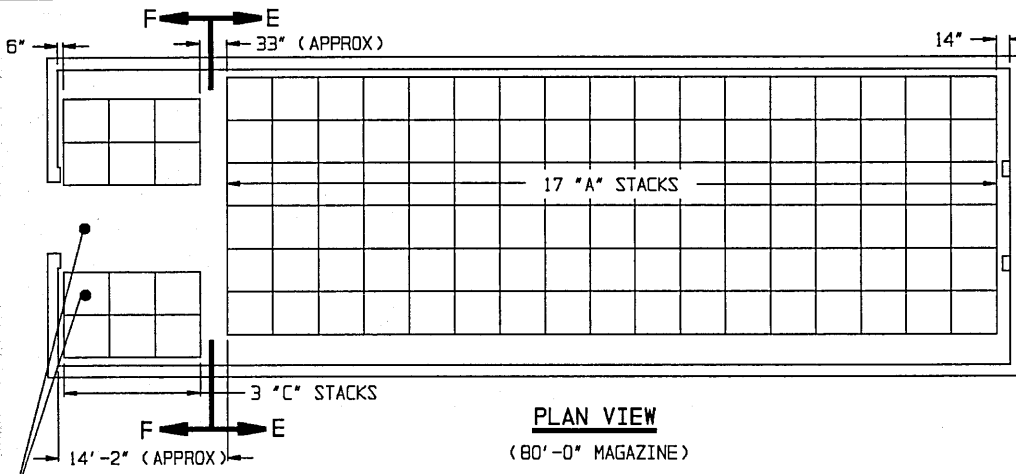 F E
6" 33" (APPROX) 14"
17 "A" STACKS
3 "C" STACKS
F E
14'-2" (APPROX)
PLAN VIEW
(80'-0" MAGAZINE)